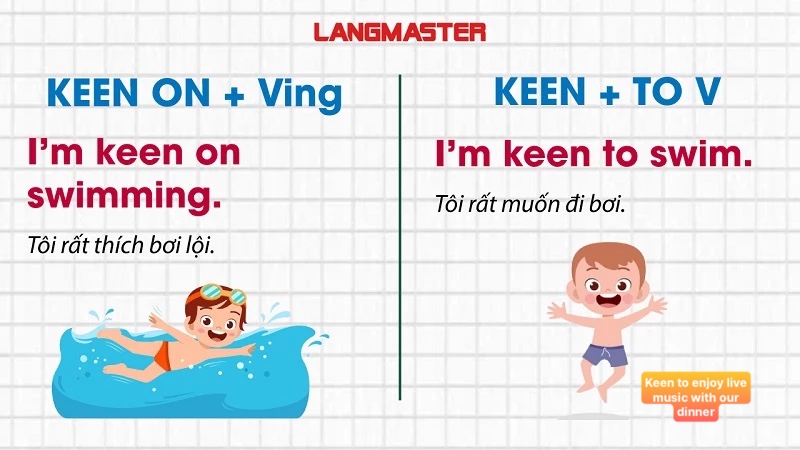 LANGMASTER
KEEN ON + Ving
I'm keen on
swimming.
Tôi rất thích bơi lội.
KEEN + TO V
I'm keen to swim.
Tôi rất muốn đi bơi.
Keen to enjoy live
music with our
dinner